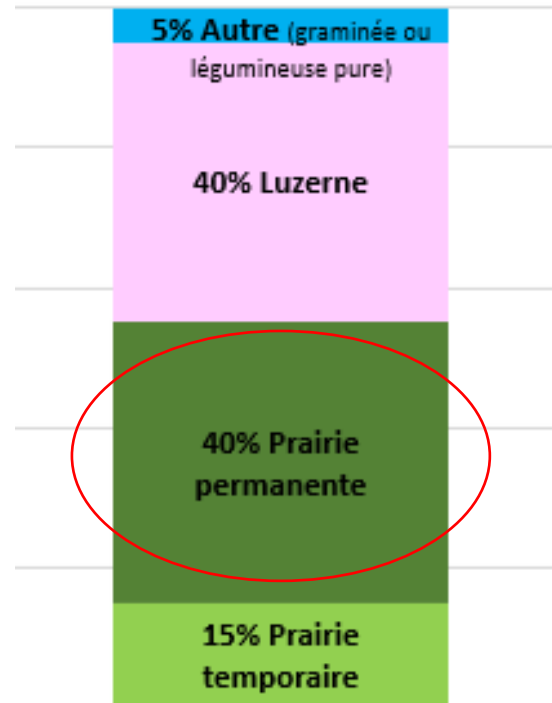 5% Autre (graminée ou
légumineuse pure)
40% Luzerne
40% Prairie
permanente
15% Prairie
temporaire